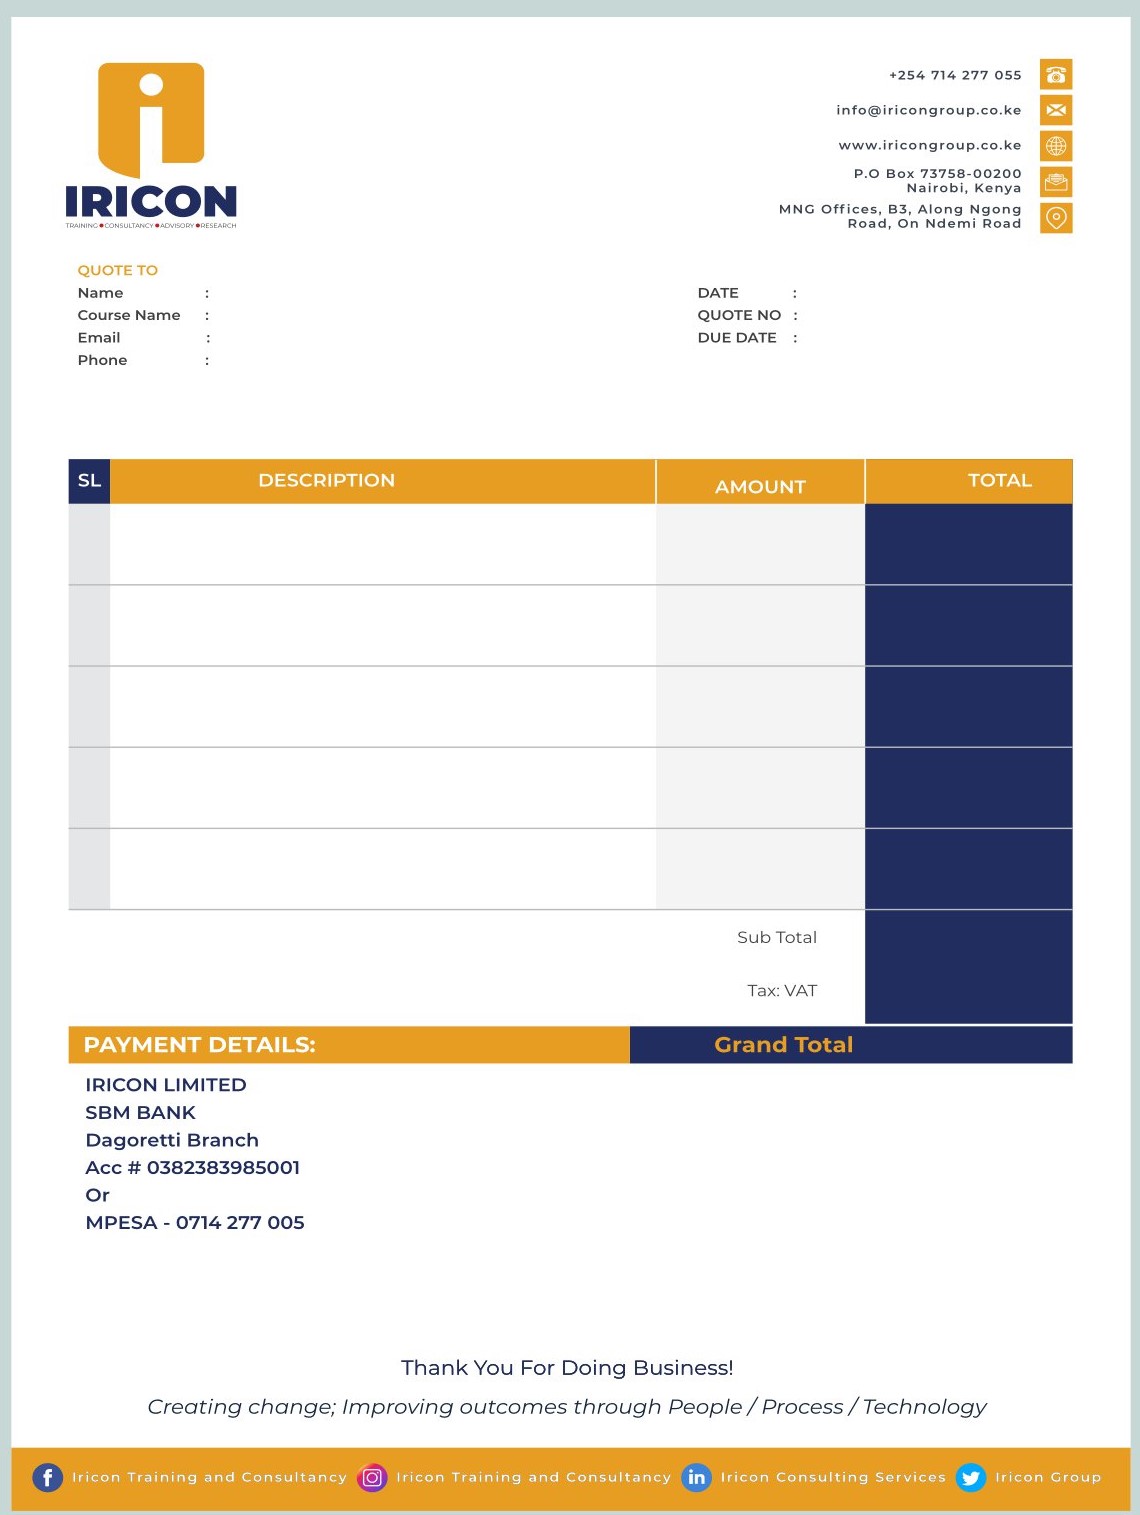 IRICON
TRAINING ● CONSULTANCY ● ADVISORY ● RESEARCH
+254 714 277 055
info@iricongroup.co.ke
www.iricongroup.co.ke
P.O Box 73758-00200
Nairobi, Kenya
MNG Offices, B3, Along Ngong
Road, On Ndemi Road
QUOTE TO
Name :
Course Name :
Email :
Phone :
DATE :
QUOTE NO :
DUE DATE :
SL DESCRIPTION AMOUNT TOTAL
Sub Total
Tax: VAT
PAYMENT DETAILS: Grand Total
IRICON LIMITED
SBM BANK
Dagoretti Branch
Acc # 0382383985001
Or
MPESA - 0714 277 005
Thank You For Doing Business!
Creating change; Improving outcomes through People / Process / Technology
Iricon Training and Consultancy Iricon Training and Consultancy Iricon Consulting Services Iricon Group